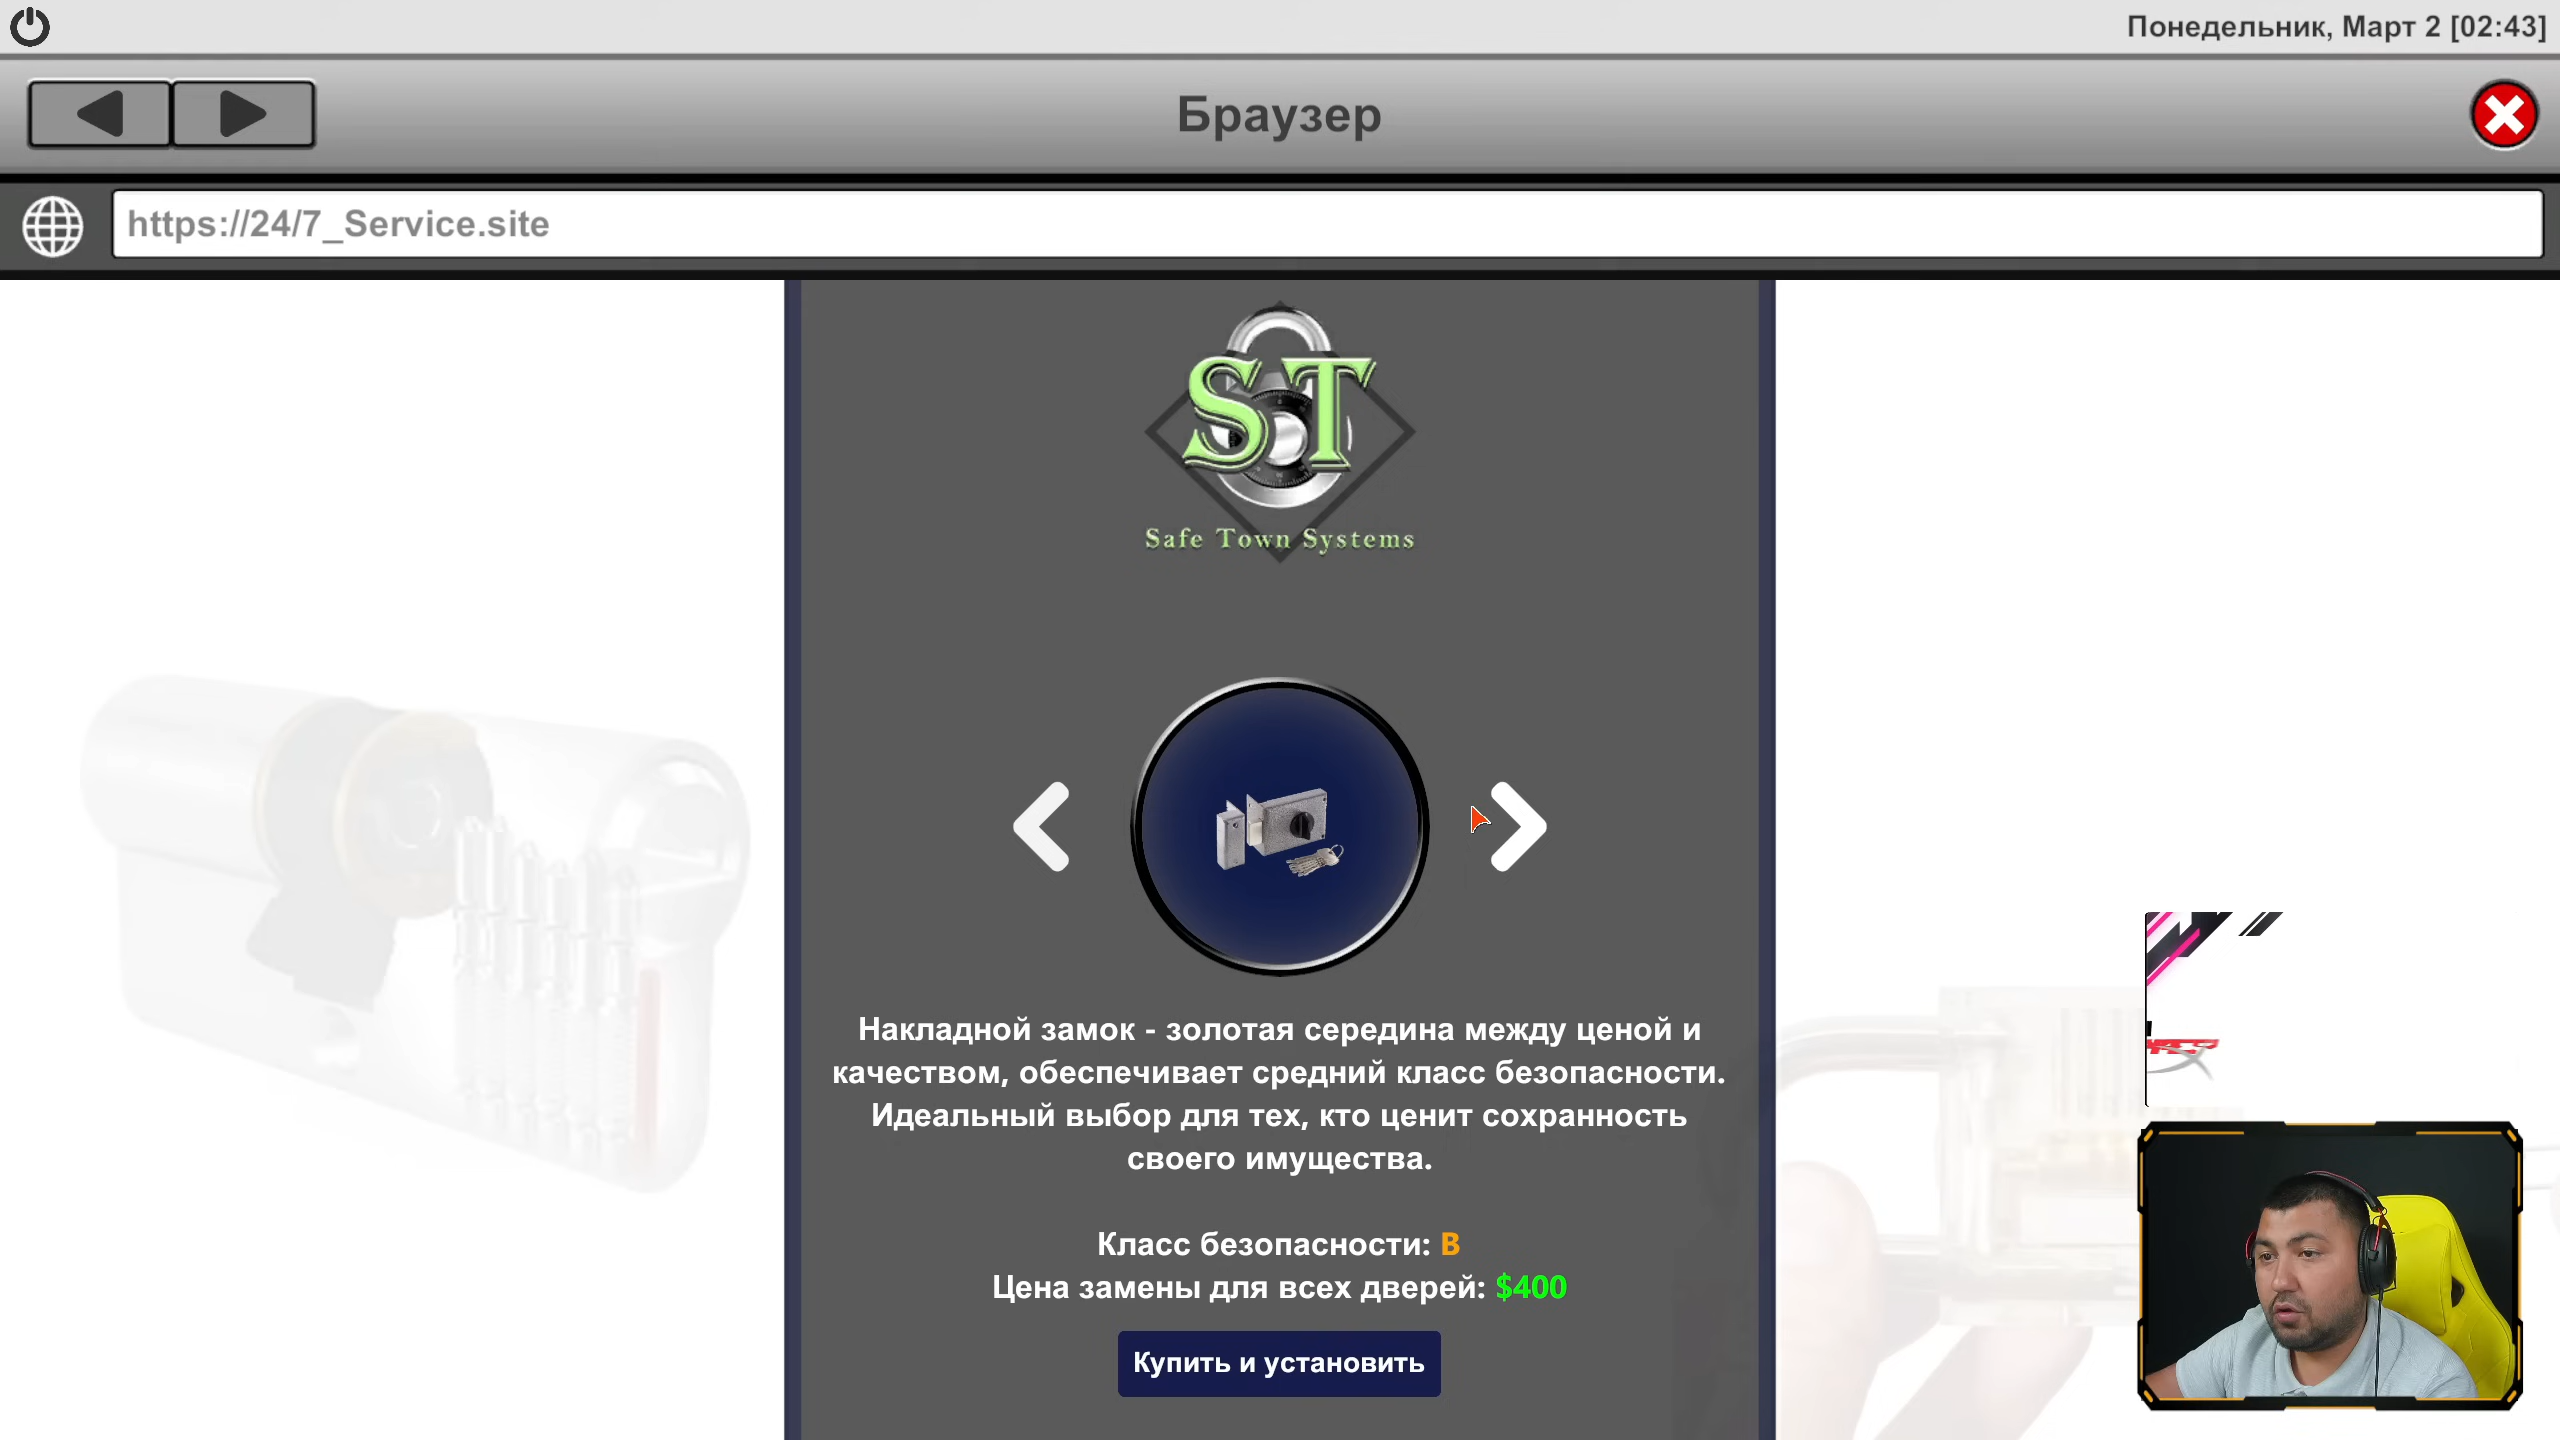 Понедельник, Март 2 [02:43]
Браузер
https://24/7_Service.site
ST
Safe Town Systems
Накладной замок - золотая середина между ценой и
качеством, обеспечивает средний класс безопасности.
Идеальный выбор для тех, кто ценит сохранность
своего имущества.
Класс безопасности: B
Цена замены для всех дверей: $400
Купить и установить